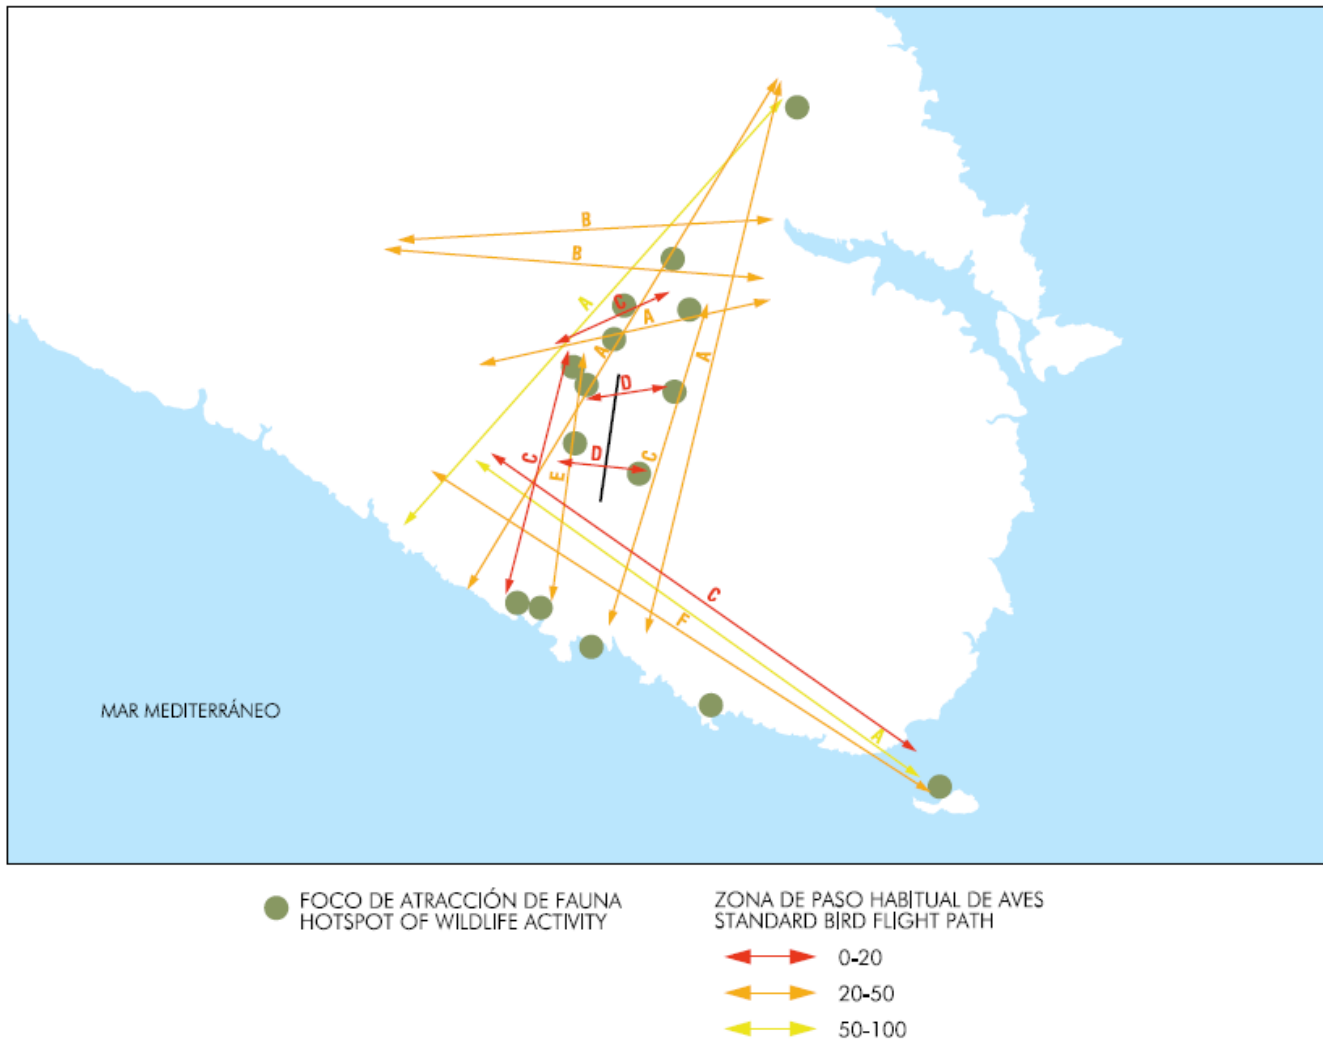 B
B
A
C
A
A
A
A
D
C
C
D
E
C
F
A
MAR MEDITERRÁNEO
FOCO DE ATRACCIÓN DE FAUNA
HOTSPOT OF WILDLIFE ACTIVITY
ZONA DE PASO HABITUAL DE AVES
STANDARD BIRD FLIGHT PATH
0-20
20-50
50-100